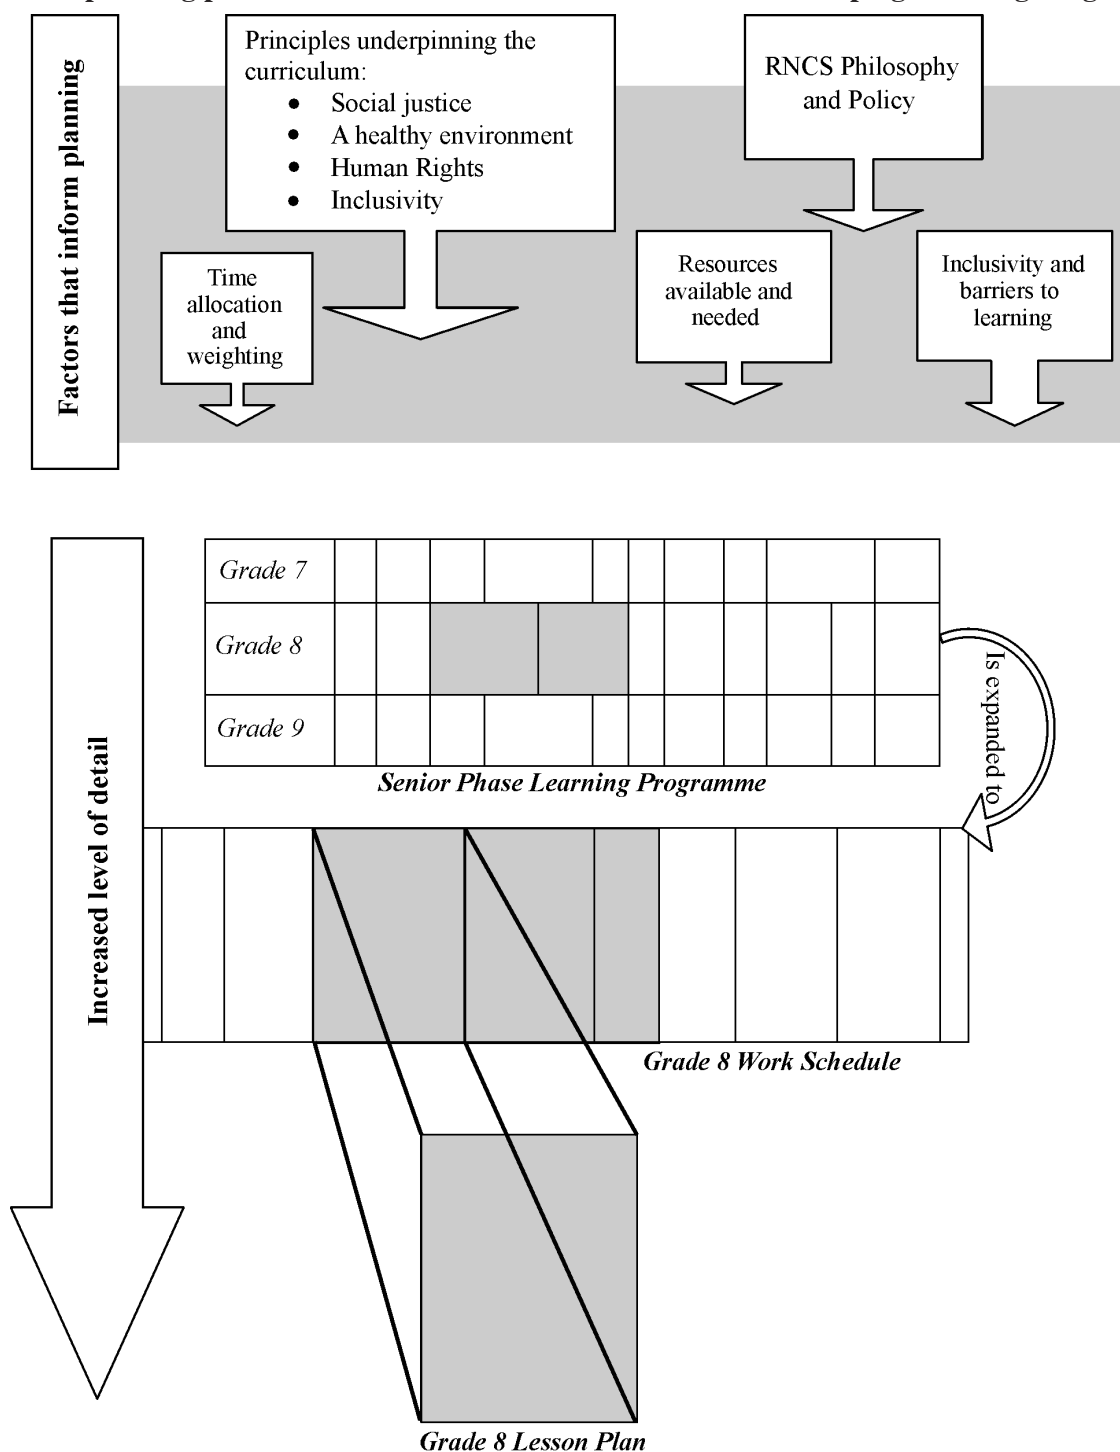 Factors that inform planning
Principles underpinning the
curriculum:
● Social justice
● A healthy environment
● Human Rights
● Inclusivity
RNCS Philosophy
and Policy
Time
allocation
and
weighting
Resources
available and
needed
Inclusivity and
barriers to
learning
Increased level of detail
Grade 7
Grade 8
Grade 9
Senior Phase Learning Programme
Is expanded to
Grade 8 Work Schedule
Grade 8 Lesson Plan